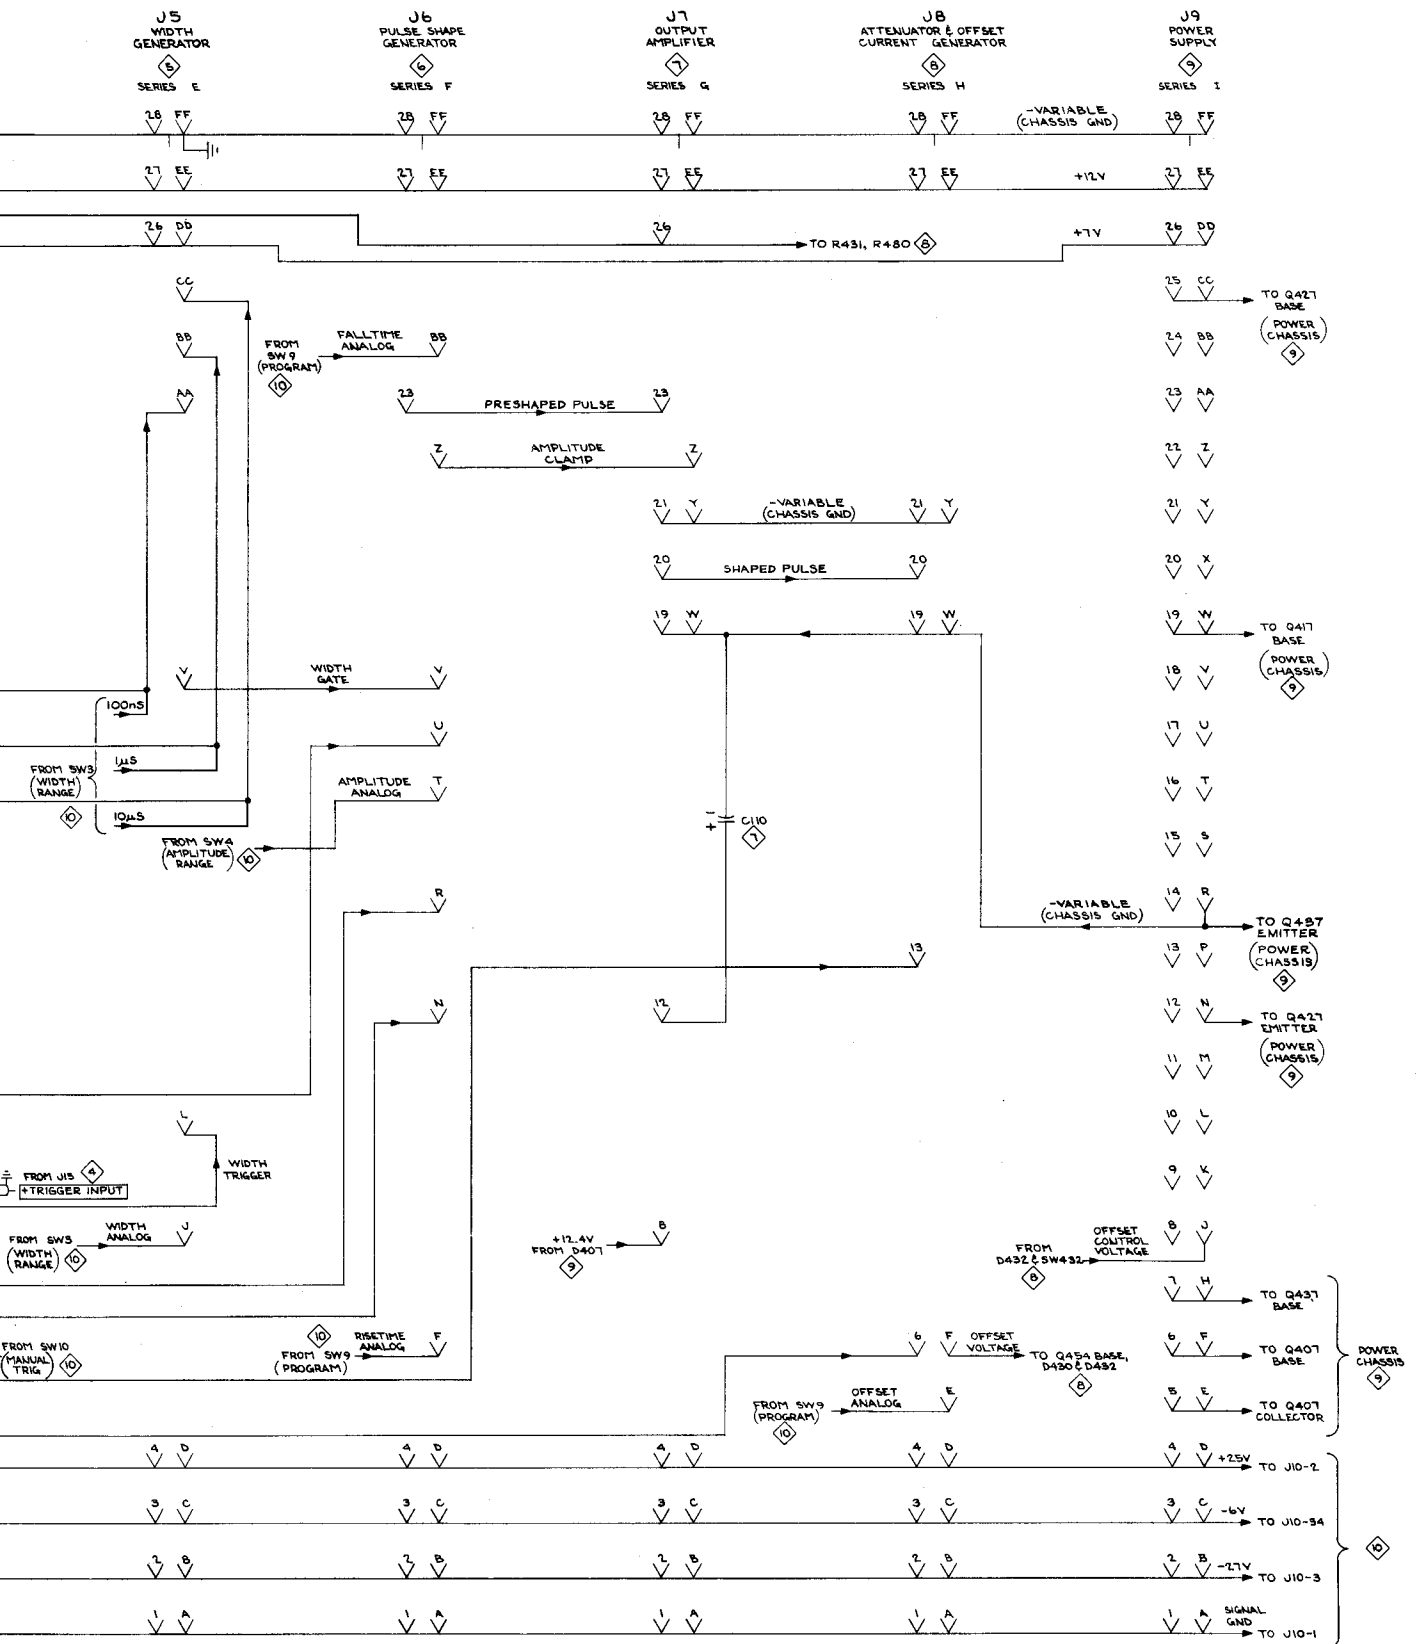 J5
WIDTH
GENERATOR
5
SERIES E
J6
PULSE SHAPE
GENERATOR
6
SERIES F
J7
OUTPUT
AMPLIFIER
7
SERIES G
J8
ATTENUATOR & OFFSET
CURRENT GENERATOR
8
SERIES H
J9
POWER
SUPPLY
9
SERIES I
28 FF
28 FF
28 FF
28 FF
-VARIABLE
(CHASSIS GND)
28 FF
27 EE
27 EE
27 EE
27 EE
+12V
27 EE
26 DD
26
TO R431, R480 8
+7V
26 DD
CC
25 CC
TO Q427
BASE
(POWER
CHASSIS)
9
BB
FROM
SW9
(PROGRAM)
10
FALLTIME
ANALOG
BB
24 BB
AA
23
PRESHAPED PULSE
23
23 AA
Z
AMPLITUDE
CLAMP
Z
22 Z
21 Y
-VARIABLE
(CHASSIS GND)
21 Y
21 Y
20
SHAPED PULSE
20
20 X
19 W
19 W
19 W
TO Q417
BASE
(POWER
CHASSIS)
9
V
WIDTH
GATE
V
18 V
100nS
U
17 U
FROM SW3
(WIDTH
RANGE)
10
1µS
AMPLITUDE
ANALOG
T
16 T
10µS
FROM SW4
(AMPLITUDE
RANGE)
10
- +
C110
7
15 S
R
-VARIABLE
(CHASSIS GND)
14 R
TO Q437
EMITTER
(POWER
CHASSIS)
9
13
13 P
N
12
12 N
TO Q427
EMITTER
(POWER
CHASSIS)
9
11 M
L
10 L
WIDTH
TRIGGER
FROM J15 4
+TRIGGER INPUT
9 K
FROM SW3
(WIDTH
RANGE)
10
WIDTH
ANALOG
J
+12.4V
FROM D407
9
8
FROM
D432 & SW432
8
OFFSET
CONTROL
VOLTAGE
8 J
7 H
TO Q437
BASE
FROM SW10
(MANUAL
TRIG)
10
10
FROM SW9
(PROGRAM)
RISETIME
ANALOG
F
6 F
OFFSET
VOLTAGE
TO Q454 BASE,
D430 & D432
8
6 F
TO Q407
BASE
POWER
CHASSIS
9
FROM SW9
(PROGRAM)
10
OFFSET
ANALOG
E
5 E
TO Q407
COLLECTOR
4 D
4 D
4 D
4 D
4 D
+25V
TO J10-2
3 C
3 C
3 C
3 C
3 C
-6V
TO J10-54
10
2 B
2 B
2 B
2 B
2 B
-27V
TO J10-3
1 A
1 A
1 A
1 A
1 A
SIGNAL
GND
TO J10-1